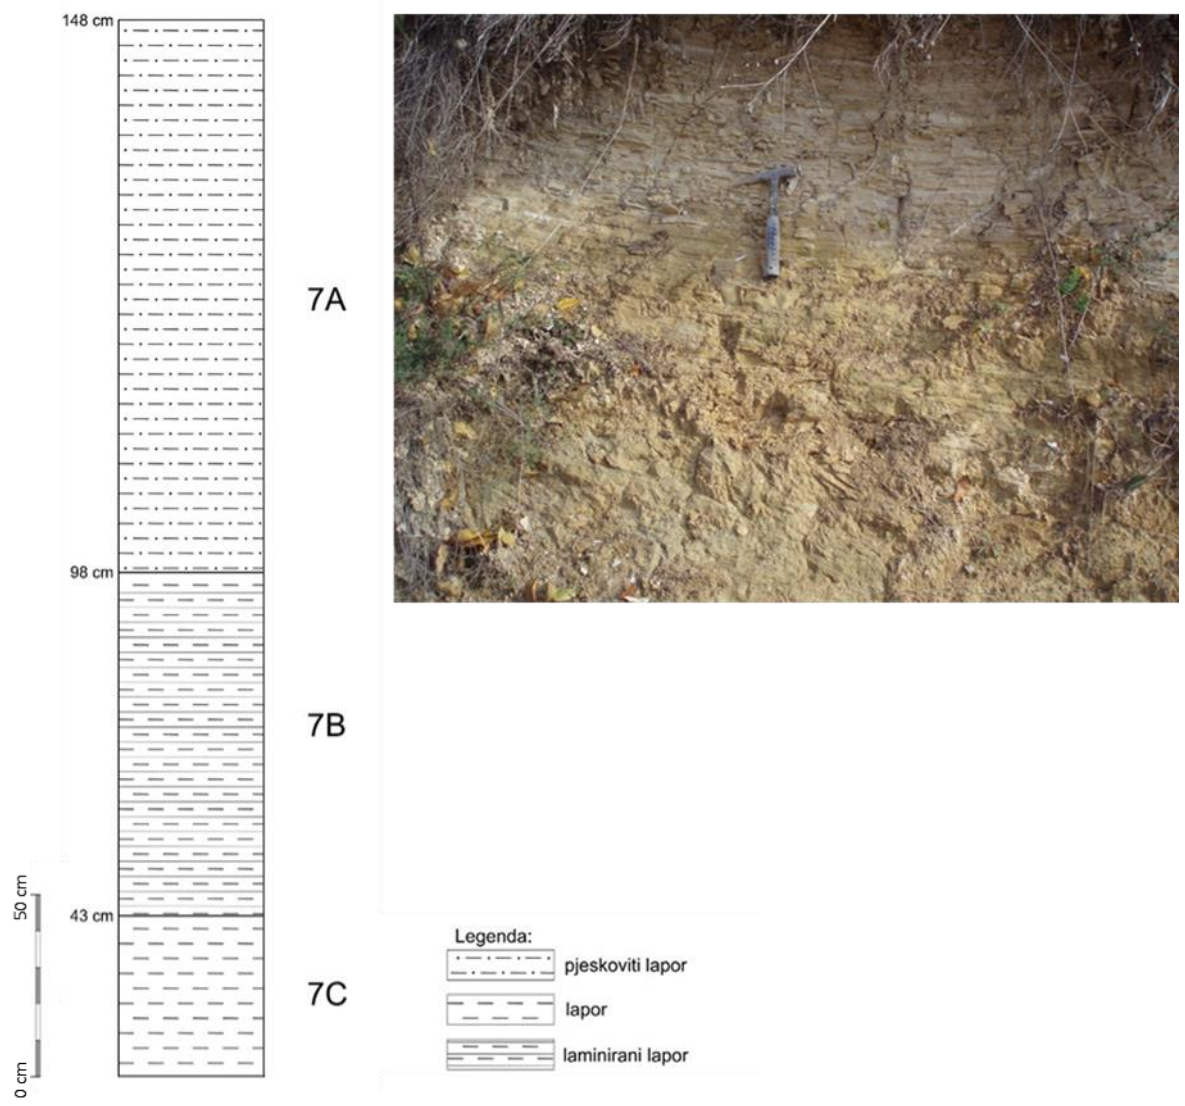 148 cm
7A
98 cm
7B
50 cm
43 cm
7C
0 cm
Legenda:
pjeskoviti lapor
lapor
laminirani lapor